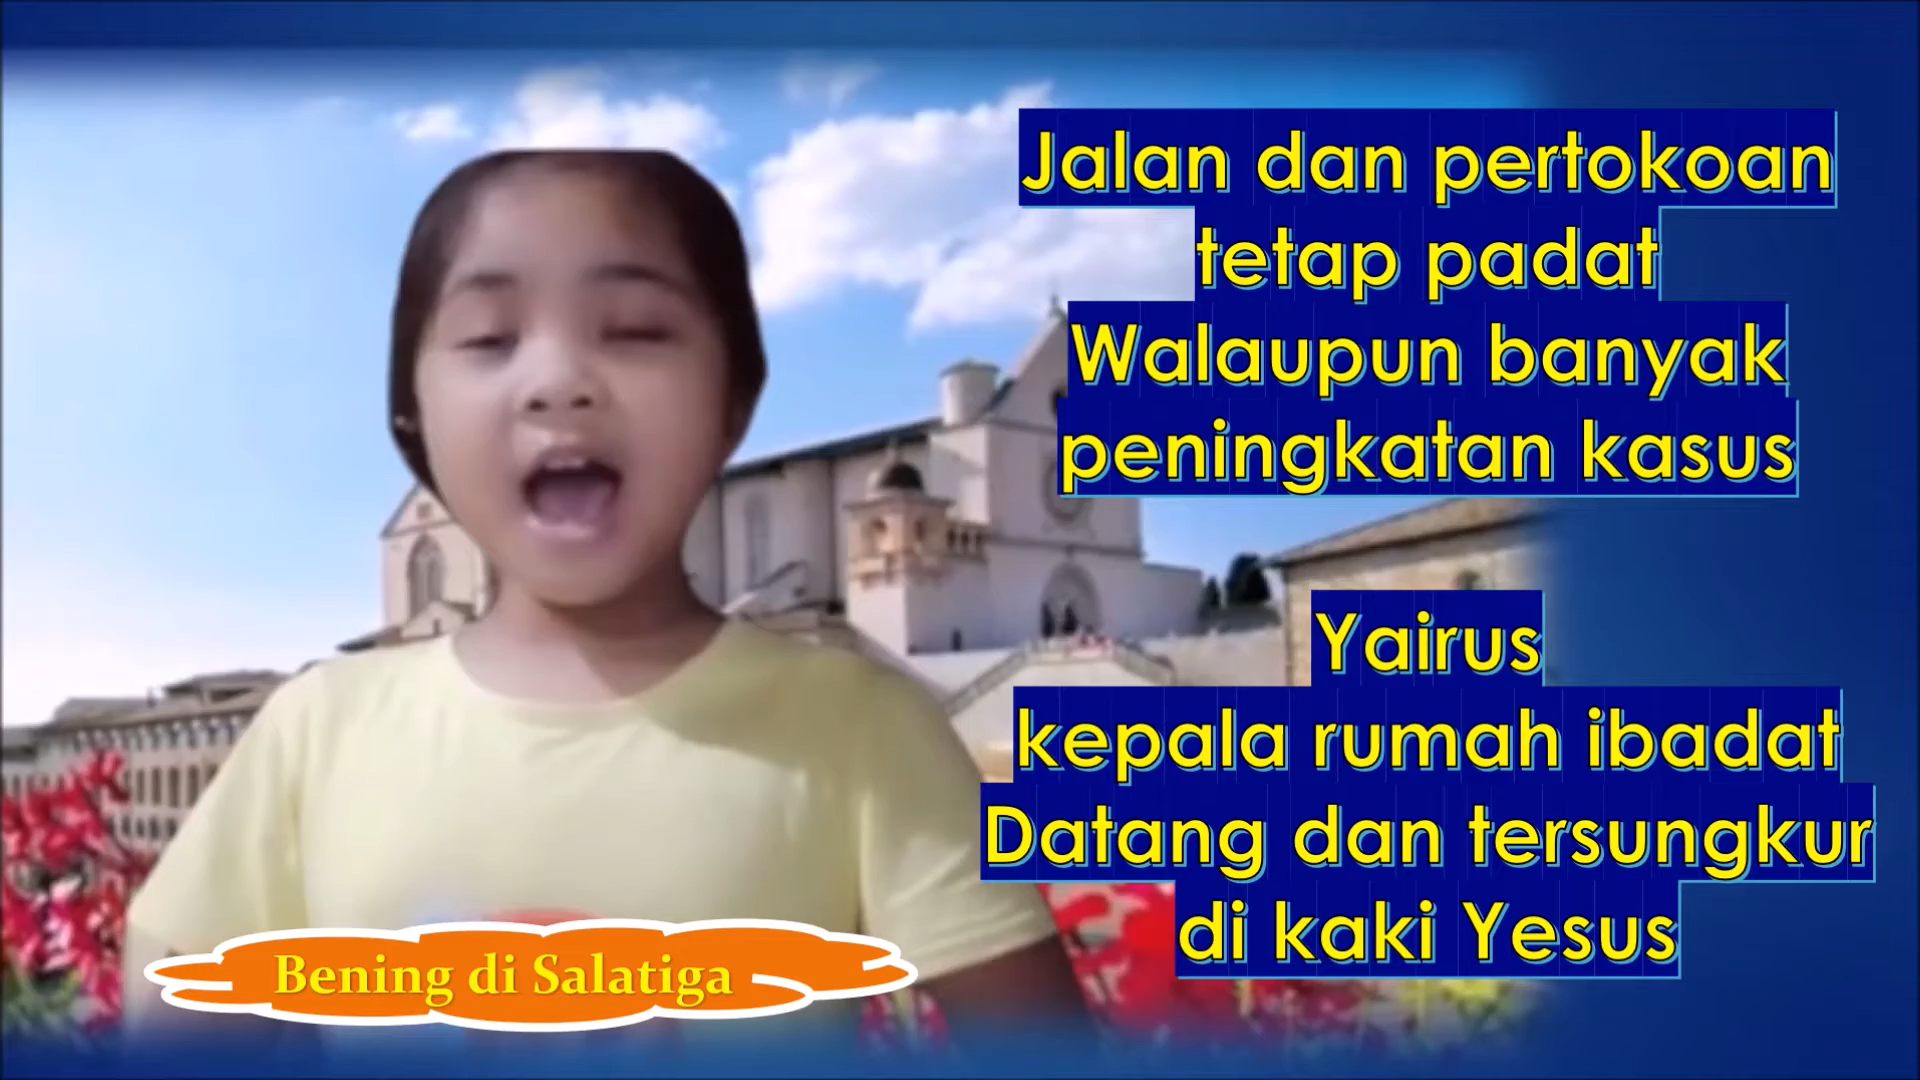 Jalan dan pertokoan
tetap padat
Walaupun banyak
peningkatan kasus
Yairus
kepala rumah ibadat
Datang dan tersungkur
di kaki Yesus
Bening di Salatiga